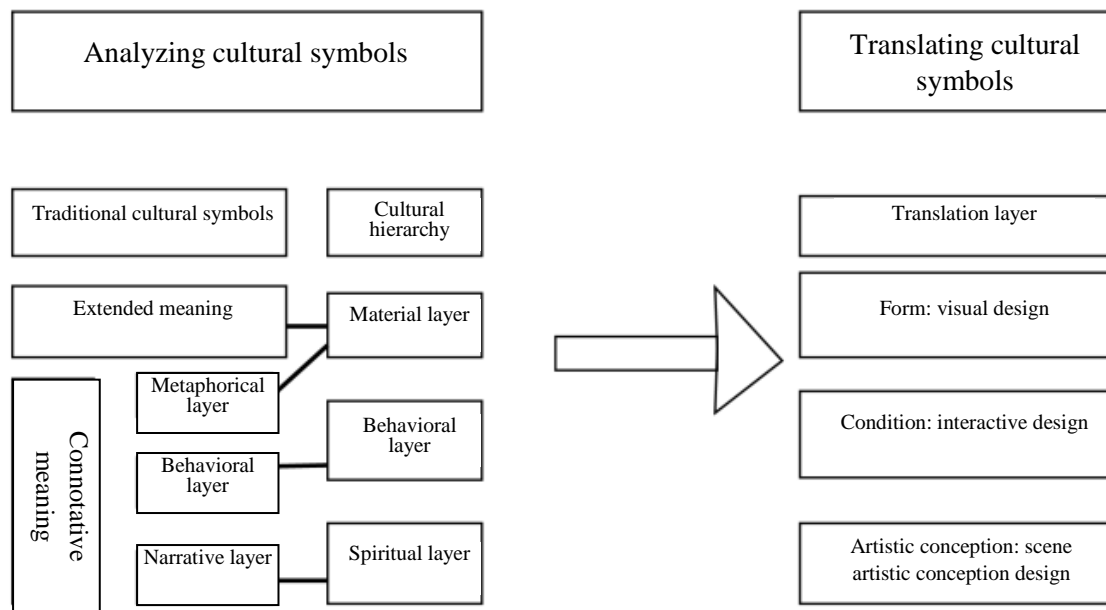 Analyzing cultural symbols
Translating cultural
symbols
Traditional cultural symbols
Cultural
hierarchy
Translation layer
Extended meaning
Material layer
Form: visual design
Connotative
meaning
Metaphorical
layer
Behavioral
layer
Behavioral
layer
Condition: interactive design
Narrative layer
Spiritual layer
Artistic conception: scene
artistic conception design